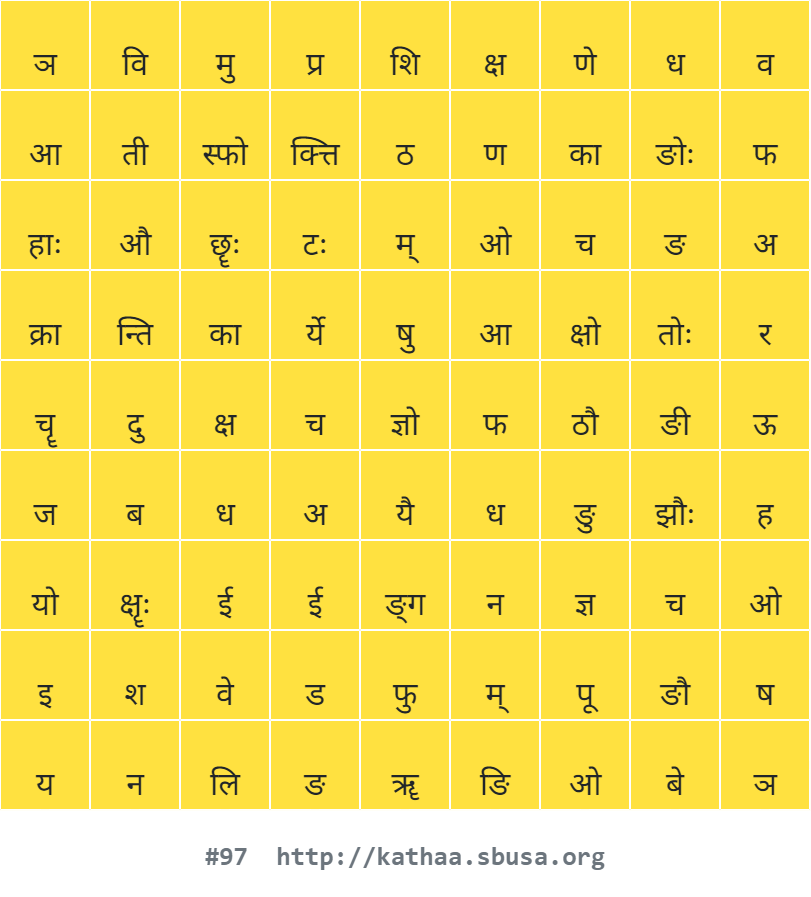 ञ वि मु प्र शि क्ष णे ध व
आ ती स्फो क्त्ति ठ ण का ङोः फ
हाः औ छॄः टः म् ओ च ङ अ
क्रा न्ति का र्ये षु आ क्षो तोः र
चॄ दु क्ष च ज्ञो फ ठौ ङी ऊ
ज ब ध अ यै ध ङु झौः ह
यो क्षॄः ई ई ङ्ग न ज्ञ च ओ
इ श वे ड फु म् पू ङौ ष
य न लि ङ ॠ ङि ओ बे ञ
#97 http://kathaa.sbusa.org